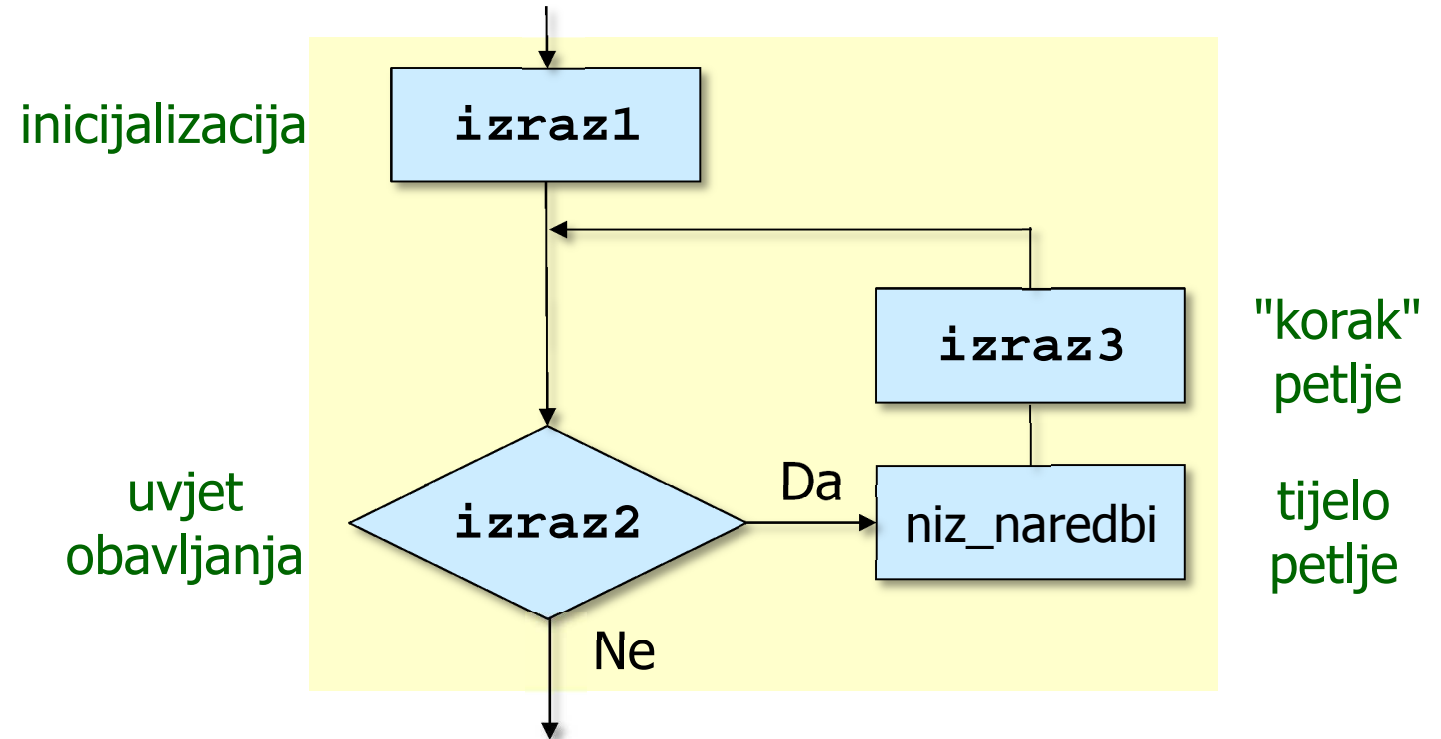 inicijalizacija
izraz1
izraz3
"korak"
petlje
uvjet
obavljanja
izraz2
Da
niz_naredbi
tijelo
petlje
Ne